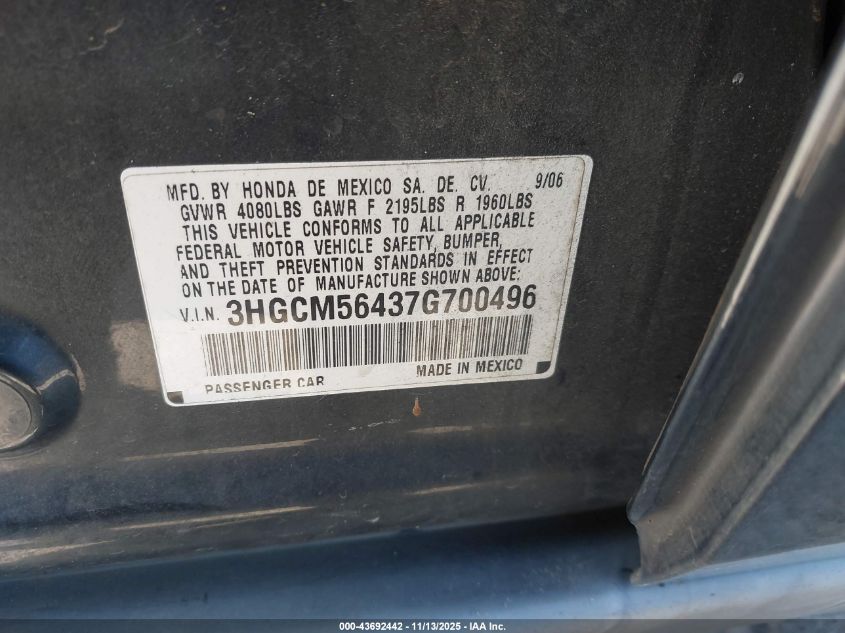 MFD. BY HONDA DE MEXICO SA. DE. CV. 9/06
GVWR 4080LBS GAWR F 2195LBS R 1960LBS
THIS VEHICLE CONFORMS TO ALL APPLICABLE
FEDERAL MOTOR VEHICLE SAFETY, BUMPER,
AND THEFT PREVENTION STANDARDS IN EFFECT
ON THE DATE OF MANUFACTURE SHOWN ABOVE:
V.I.N. 3HGCM56437G700496
PASSENGER CAR MADE IN MEXICO
000-43692442 - 11/13/2025 - IAA Inc.